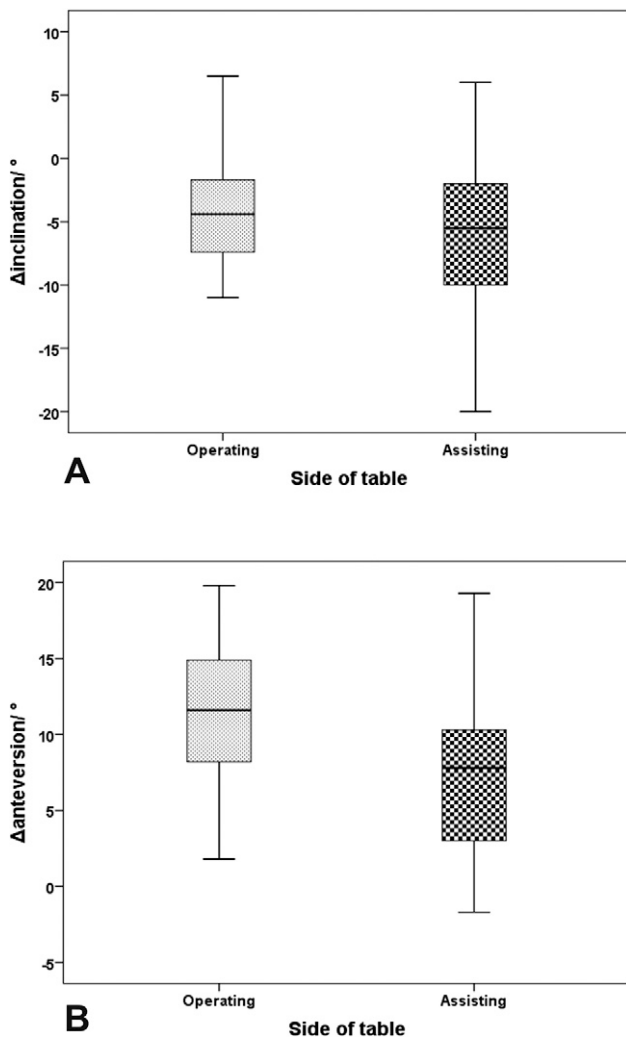 10
5
0
-5
-10
-15
-20
Δinclination/ °
Operating Assisting
Side of table
A
20
15
10
5
0
-5
Δanteversion/ °
Operating Assisting
Side of table
B